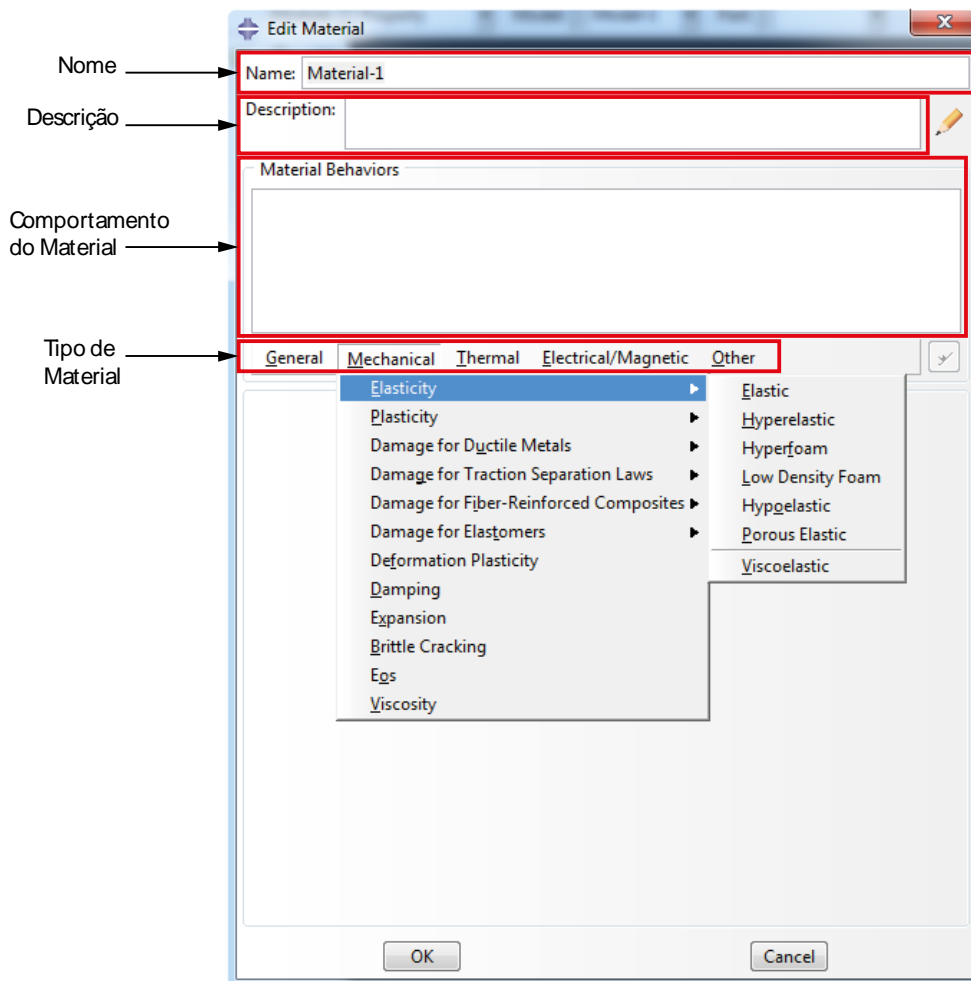 Edit Material
Nome
Name: Material-1
Descrição
Description:
Material Behaviors
Comportamento
do Material
Tipo de
Material
General Mechanical Thermal Electrical/Magnetic Other
Elasticity
Plasticity
Damage for Ductile Metals
Damage for Traction Separation Laws
Damage for Fiber-Reinforced Composites
Damage for Elastomers
Deformation Plasticity
Damping
Expansion
Brittle Cracking
Eos
Viscosity
Elastic
Hyperelastic
Hyperfoam
Low Density Foam
Hypoelastic
Porous Elastic
Viscoelastic
OK Cancel